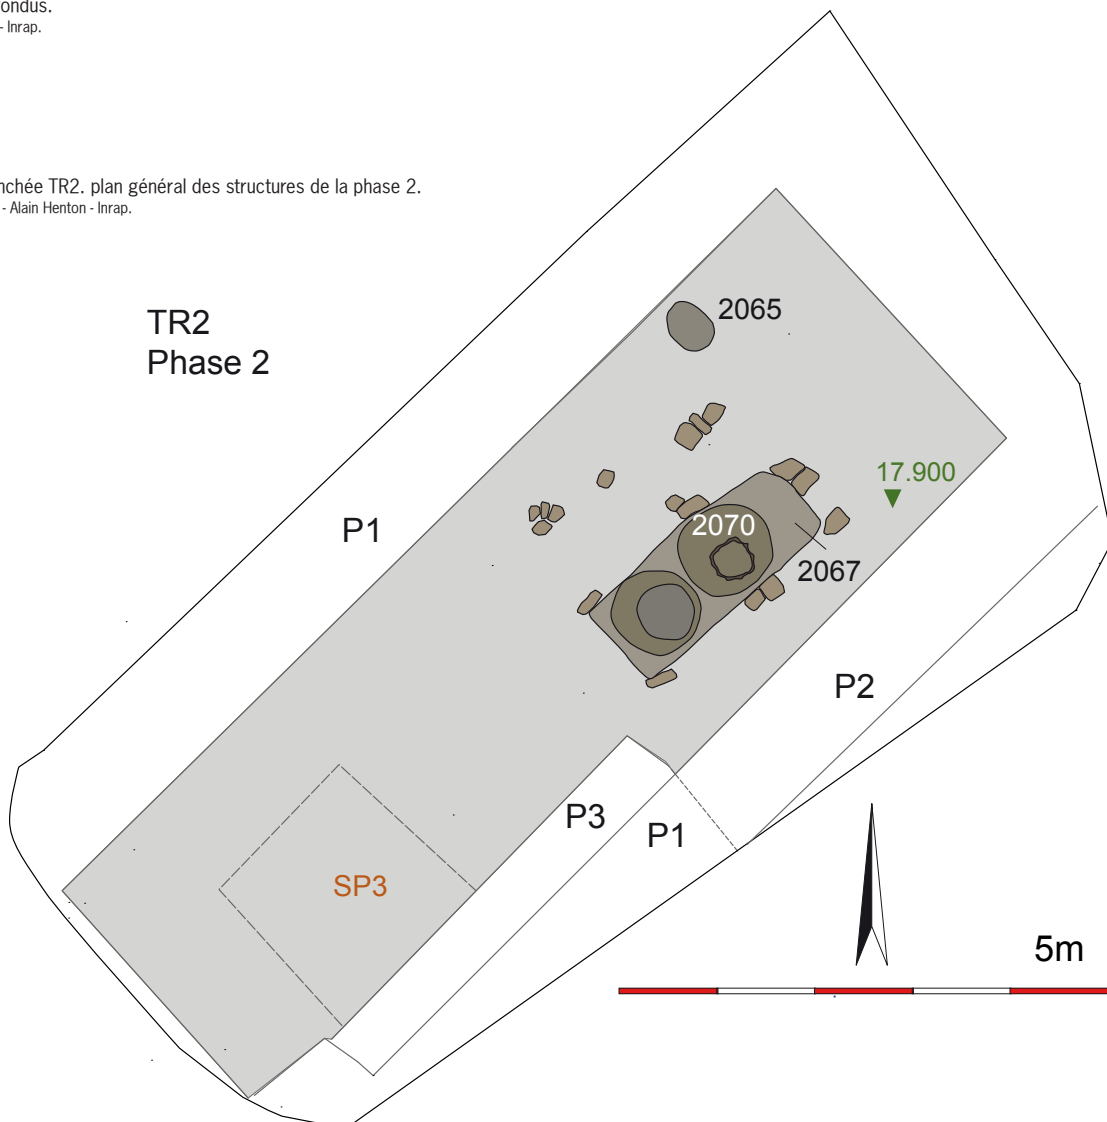 ondus.
- Inrap.
nchée TR2. plan général des structures de la phase 2.
- Alain Henton - Inrap.
TR2
Phase 2
2065
17.900
P1
2070
2067
P2
P3
P1
SP3
5m